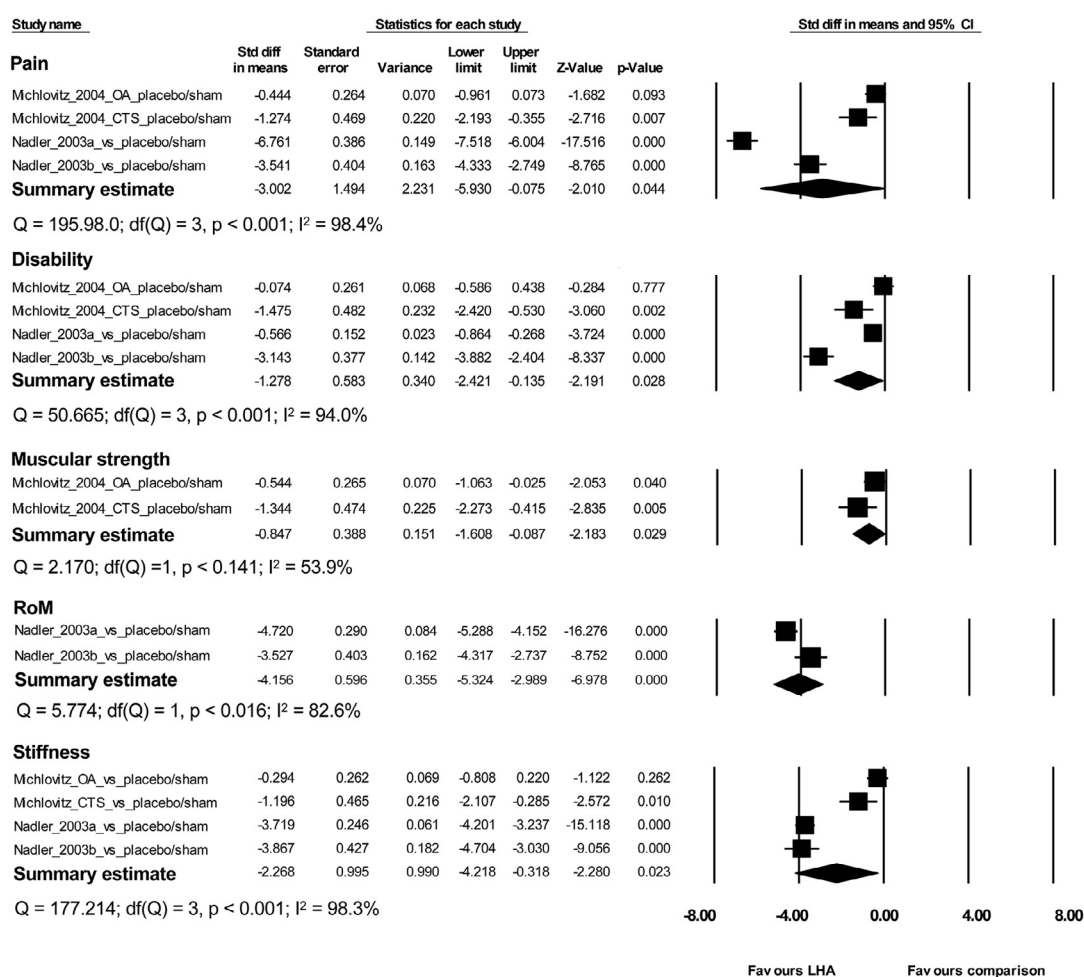 Study name Statistics for each study Std diff in means and 95% CI
Pain
Std diff in means Standard error Variance Lower limit Upper limit Z-Value p-Value
Michlovitz_2004_OA_placebo/sham -0.444 0.264 0.070 -0.961 0.073 -1.682 0.093
Michlovitz_2004_CTS_placebo/sham -1.274 0.469 0.220 -2.193 -0.355 -2.716 0.007
Nadler_2003a_vs_placebo/sham -6.761 0.386 0.149 -7.518 -6.004 -17.516 0.000
Nadler_2003b_vs_placebo/sham -3.541 0.404 0.163 -4.333 -2.749 -8.765 0.000
Summary estimate -3.002 1.494 2.231 -5.930 -0.075 -2.010 0.044
Q = 195.98.0; df(Q) = 3, p < 0.001; I² = 98.4%
Disability
Michlovitz_2004_OA_placebo/sham -0.074 0.261 0.068 -0.586 0.438 -0.284 0.777
Michlovitz_2004_CTS_placebo/sham -1.475 0.482 0.232 -2.420 -0.530 -3.060 0.002
Nadler_2003a_vs_placebo/sham -0.566 0.152 0.023 -0.864 -0.268 -3.724 0.000
Nadler_2003b_vs_placebo/sham -3.143 0.377 0.142 -3.882 -2.404 -8.337 0.000
Summary estimate -1.278 0.583 0.340 -2.421 -0.135 -2.191 0.028
Q = 50.665; df(Q) = 3, p < 0.001; I² = 94.0%
Muscular strength
Michlovitz_2004_OA_placebo/sham -0.544 0.265 0.070 -1.063 -0.025 -2.053 0.040
Michlovitz_2004_CTS_placebo/sham -1.344 0.474 0.225 -2.273 -0.415 -2.835 0.005
Summary estimate -0.847 0.388 0.151 -1.608 -0.087 -2.183 0.029
Q = 2.170; df(Q) =1, p < 0.141; I² = 53.9%
RoM
Nadler_2003a_vs_placebo/sham -4.720 0.290 0.084 -5.288 -4.152 -16.276 0.000
Nadler_2003b_vs_placebo/sham -3.527 0.403 0.162 -4.317 -2.737 -8.752 0.000
Summary estimate -4.156 0.596 0.355 -5.324 -2.989 -6.978 0.000
Q = 5.774; df(Q) = 1, p < 0.016; I² = 82.6%
Stiffness
Michlovitz_OA_vs_placebo/sham -0.294 0.262 0.069 -0.808 0.220 -1.122 0.262
Michlovitz_CTS_vs_placebo/sham -1.196 0.465 0.216 -2.107 -0.285 -2.572 0.010
Nadler_2003a_vs_placebo/sham -3.719 0.246 0.061 -4.201 -3.237 -15.118 0.000
Nadler_2003b_vs_placebo/sham -3.867 0.427 0.182 -4.704 -3.030 -9.056 0.000
Summary estimate -2.268 0.995 0.990 -4.218 -0.318 -2.280 0.023
Q = 177.214; df(Q) = 3, p < 0.001; I² = 98.3%
-8.00 -4.00 0.00 4.00 8.00
Favours LHA Favours comparison